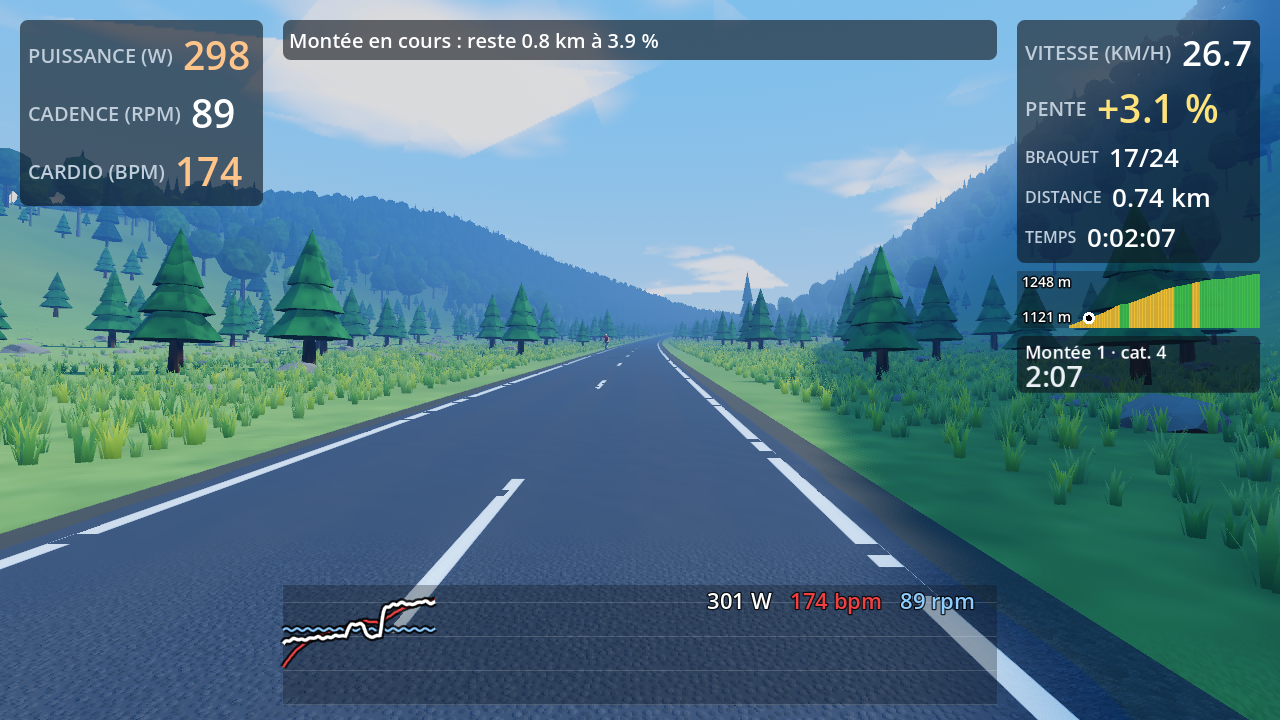 PUISSANCE (W) 298
CADENCE (RPM) 89
CARDIO (BPM) 174
Montée en cours : reste 0.8 km à 3.9 %
VITESSE (KM/H) 26.7
PENTE +3.1 %
BRAQUET 17/24
DISTANCE 0.74 km
TEMPS 0:02:07
1248 m
1121 m
Montée 1 · cat. 4
2:07
301 W 174 bpm 89 rpm